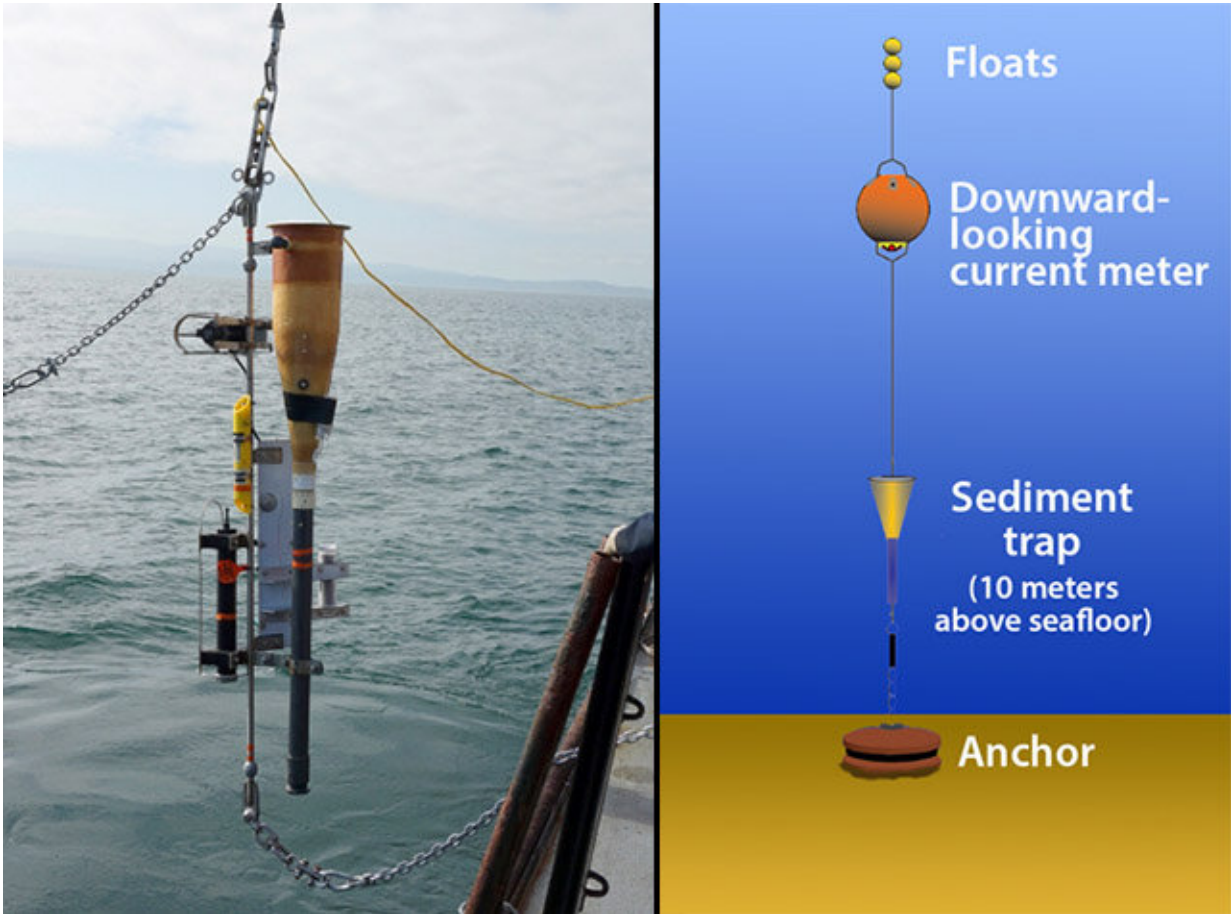 Floats
Downward-
looking
current meter
Sediment
trap
(10 meters
above seafloor)
Anchor